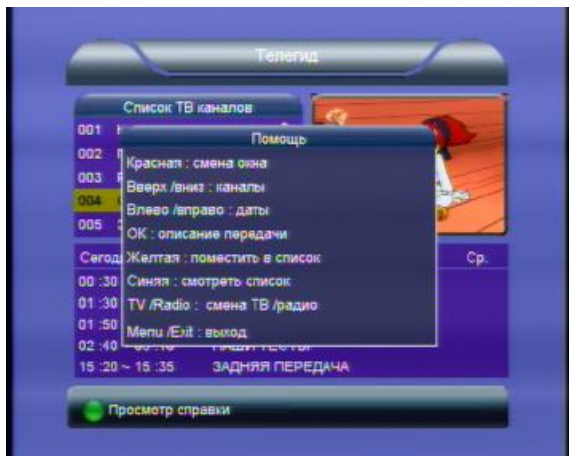 Телегид
Список ТВ каналов
001
002
003
004
005
Помощь
Красная : смена окна
Вверх /вниз : каналы
Влево /вправо : даты
OK : описание передачи
Желтая : поместить в список
Синяя : смотреть список
TV /Radio : смена ТВ /радио
Menu /Exit : выход
Ср.
00 :30
01 :30
01 :50
02 :40
15 :20 ~ 15 :35 ЗАДНЯЯ ПЕРЕДАЧА
Просмотр справки